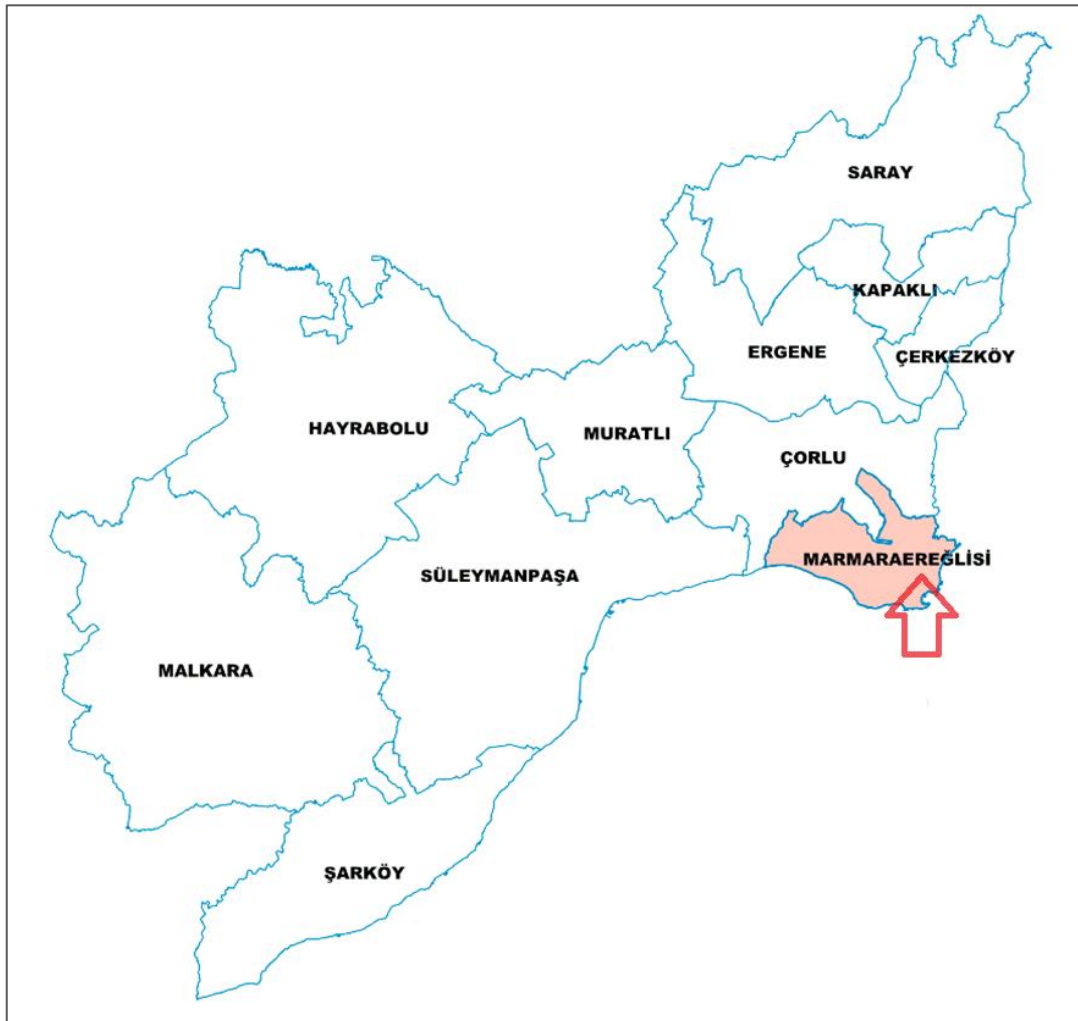 SARAY
KAPAKLI
ERGENE
ÇERKEZKÖY
HAYRABOLU
MURATLI
ÇORLU
MARMARAEREĞLİSİ
SÜLEYMANPAŞA
MALKARA
ŞARKÖY